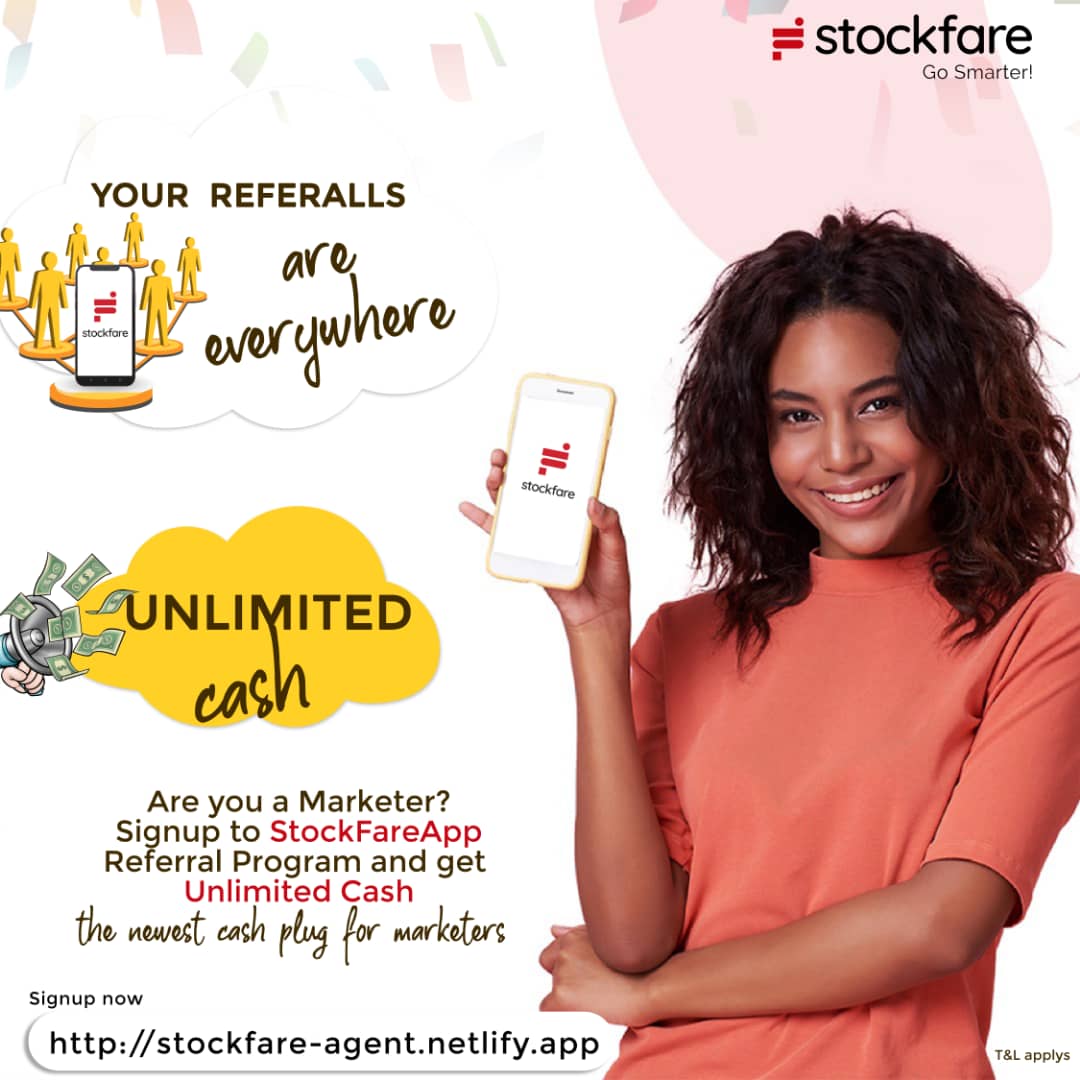 stockfare
Go Smarter!
YOUR REFERALLS
are
everywhere
stockfare
stockfare
UNLIMITED
cash
Are you a Marketer?
Signup to StockFareApp
Referral Program and get
Unlimited Cash
the newest cash plug for marketers
Signup now
http://stockfare-agent.netlify.app
T&L applys